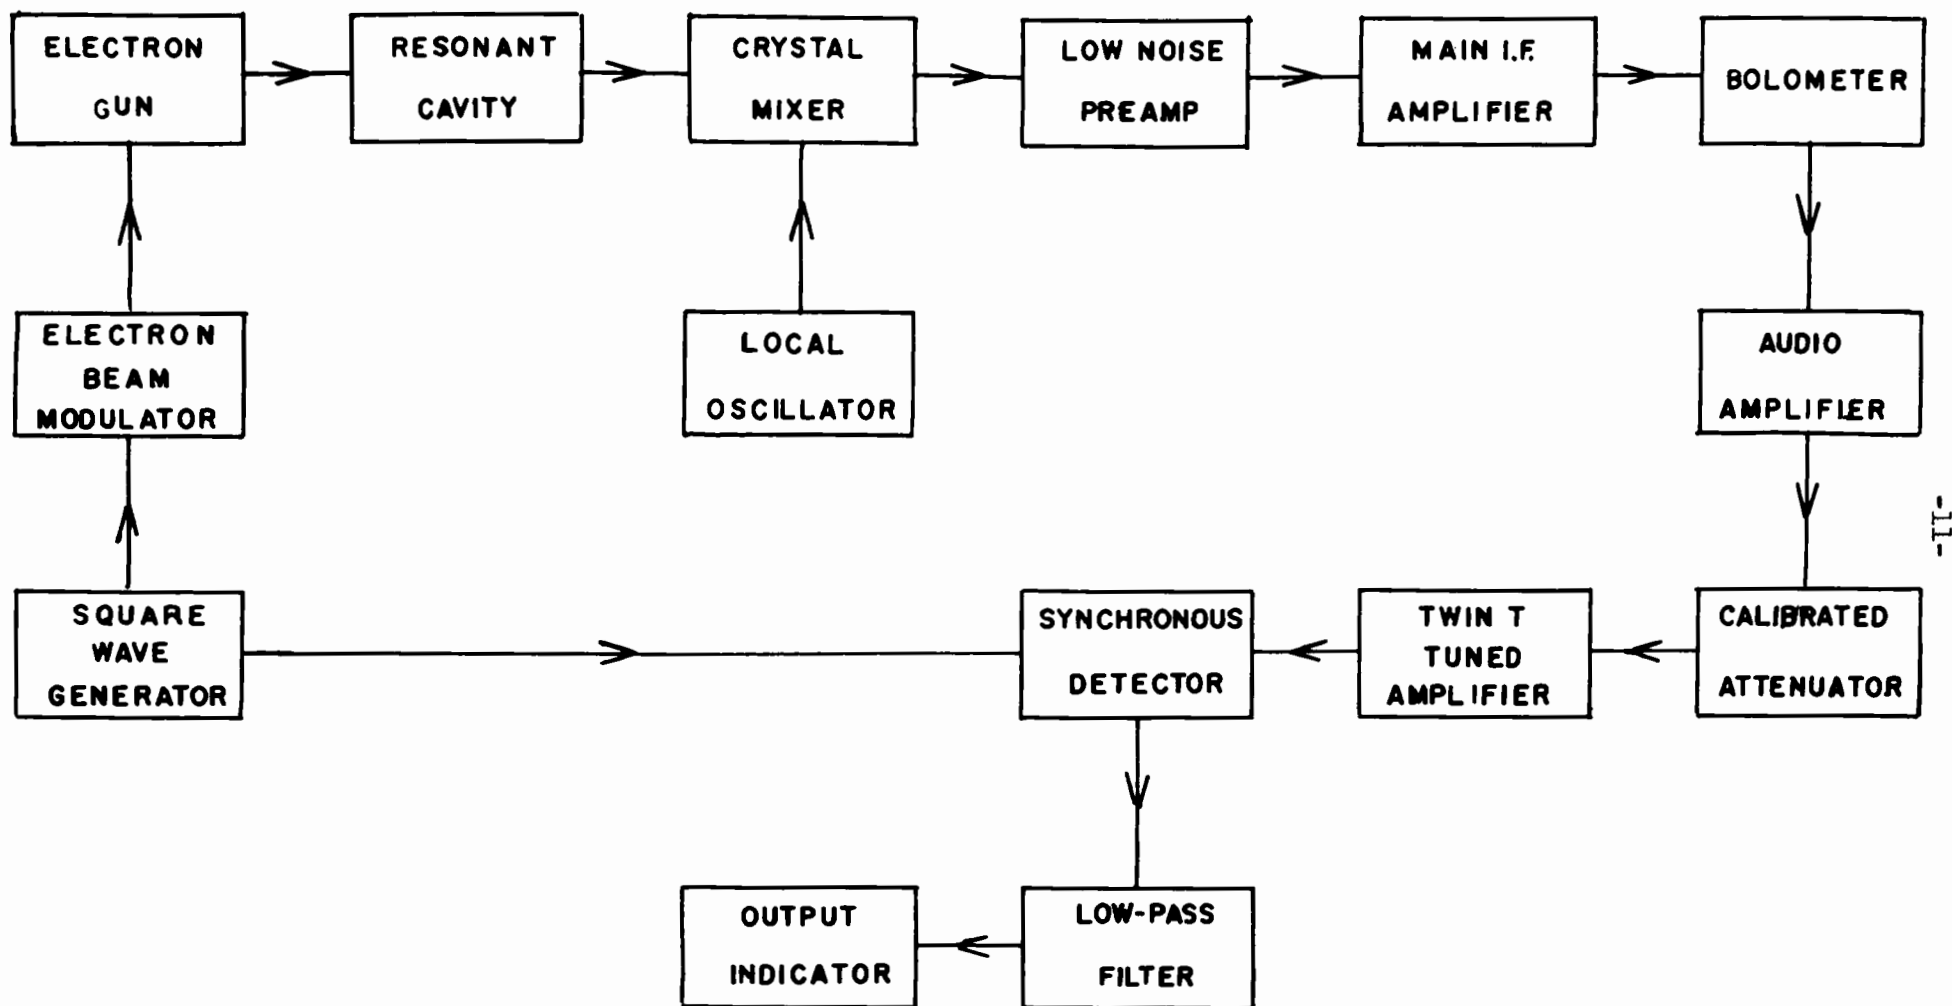 ELECTRON
GUN
RESONANT
CAVITY
CRYSTAL
MIXER
LOW NOISE
PREAMP
MAIN I.F.
AMPLIFIER
BOLOMETER
ELECTRON
BEAM
MODULATOR
LOCAL
OSCILLATOR
AUDIO
AMPLIFIER
SQUARE
WAVE
GENERATOR
SYNCHRONOUS
DETECTOR
TWIN T
TUNED
AMPLIFIER
CALIBRATED
ATTENUATOR
OUTPUT
INDICATOR
LOW-PASS
FILTER
-11-